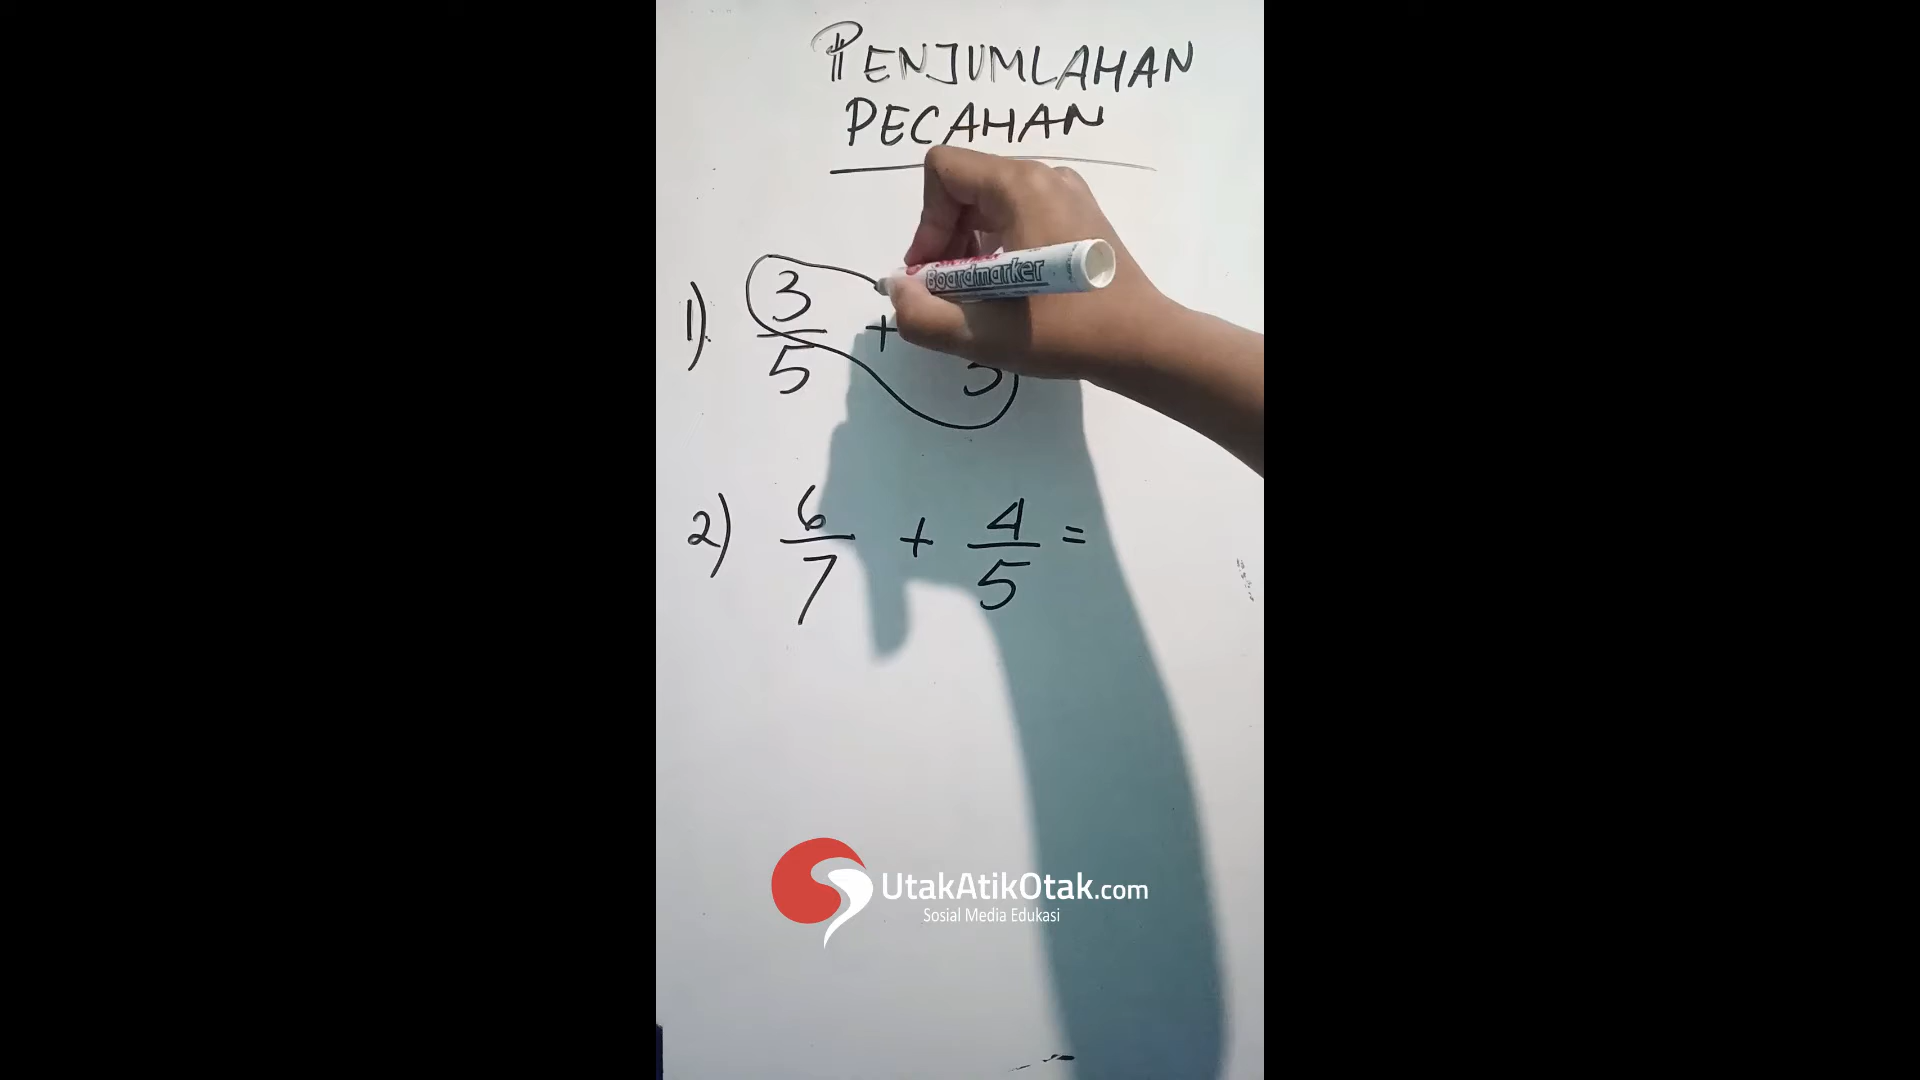 PENJUMLAHAN
PECAHAN
Boardmarker
1) 3/5 +
2) 6/7 + 4/5 =
UtakAtikOtak.com
Sosial Media Edukasi